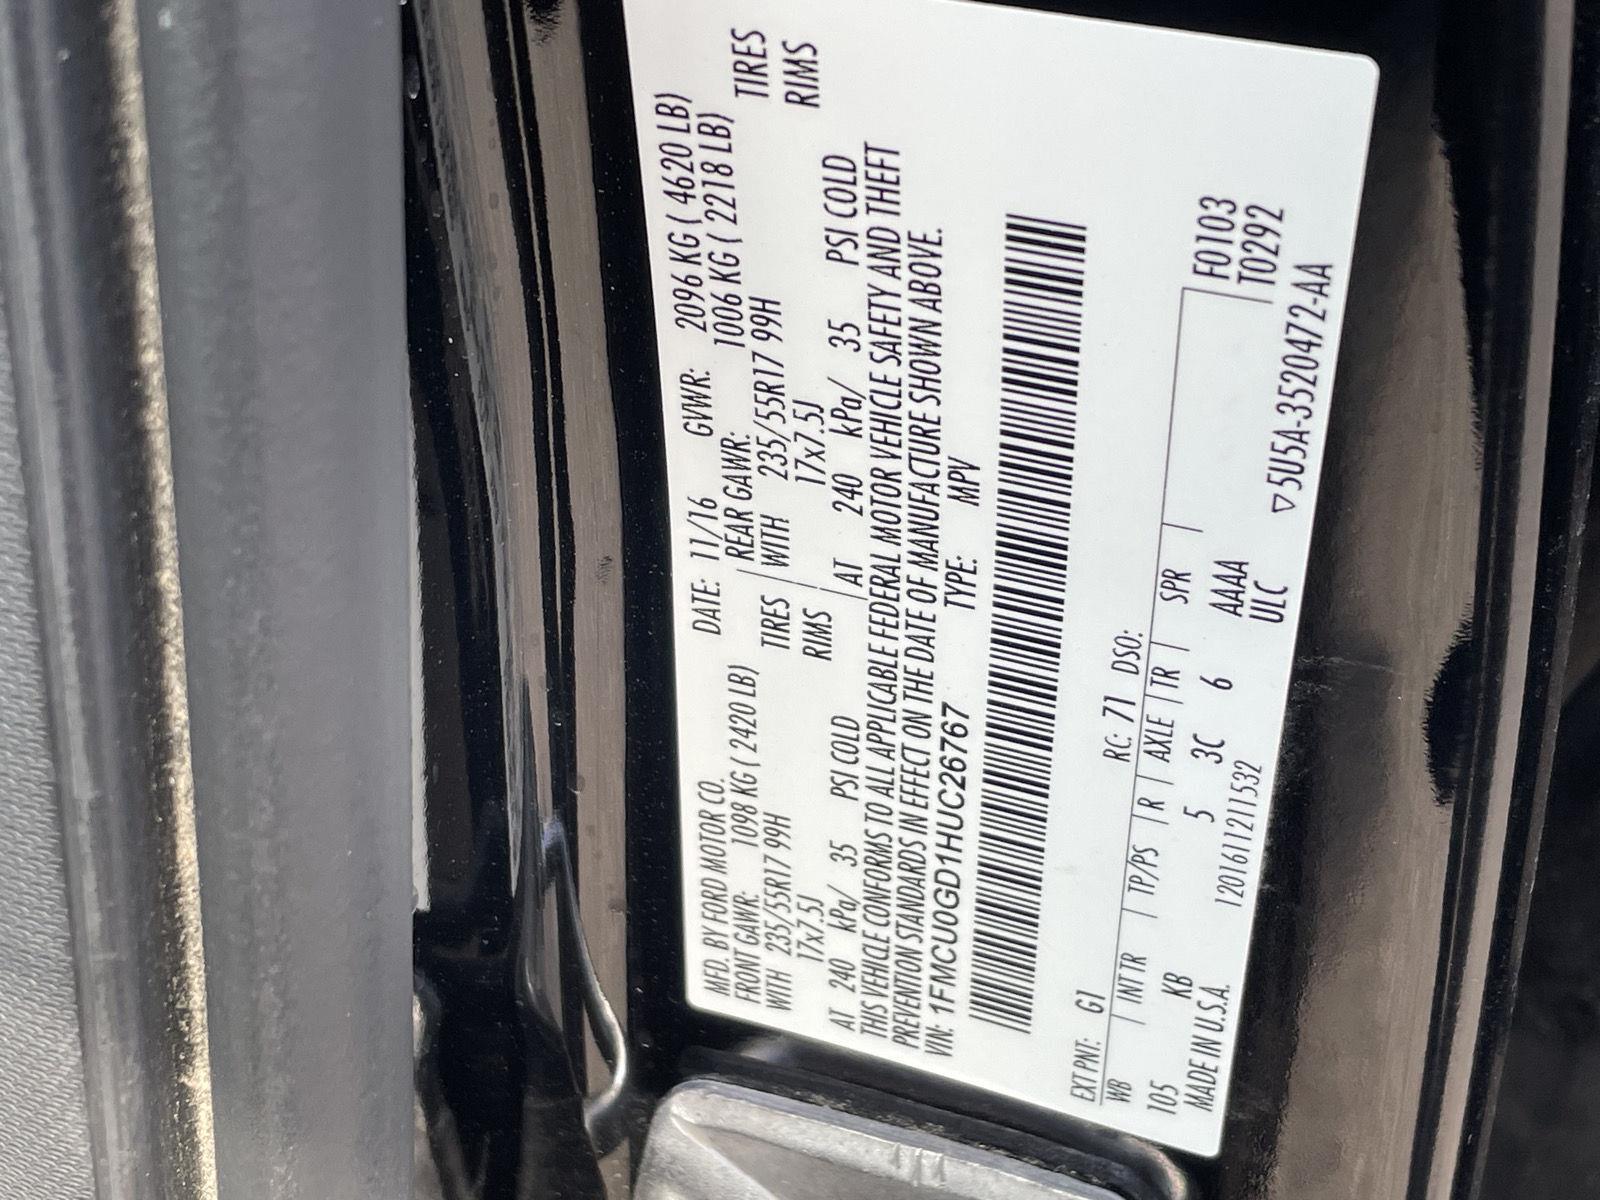 MFD. BY FORD MOTOR CO. DATE: 11/16 GVWR: 2096 KG ( 4620 LB)
FRONT GAWR: 1098 KG ( 2420 LB) REAR GAWR: 1006 KG ( 2218 LB)
WITH 235/55R17 99H TIRES WITH 235/55R17 99H TIRES
17x7.5J RIMS 17x7.5J RIMS
AT 240 kPa/ 35 PSI COLD AT 240 kPa/ 35 PSI COLD
THIS VEHICLE CONFORMS TO ALL APPLICABLE FEDERAL MOTOR VEHICLE SAFETY AND THEFT
PREVENTION STANDARDS IN EFFECT ON THE DATE OF MANUFACTURE SHOWN ABOVE.
VIN: 1FMCU0GD1HUC26767 TYPE: MPV
EXT PNT: G1 RC: 71 DSO:
WB INT TR TP/PS R AXLE TR SPR F0103
105 KB 5 3C 6 AAAA T0292
MADE IN U.S.A. 12016112111532 ULC
▽5U5A-3520472-AA